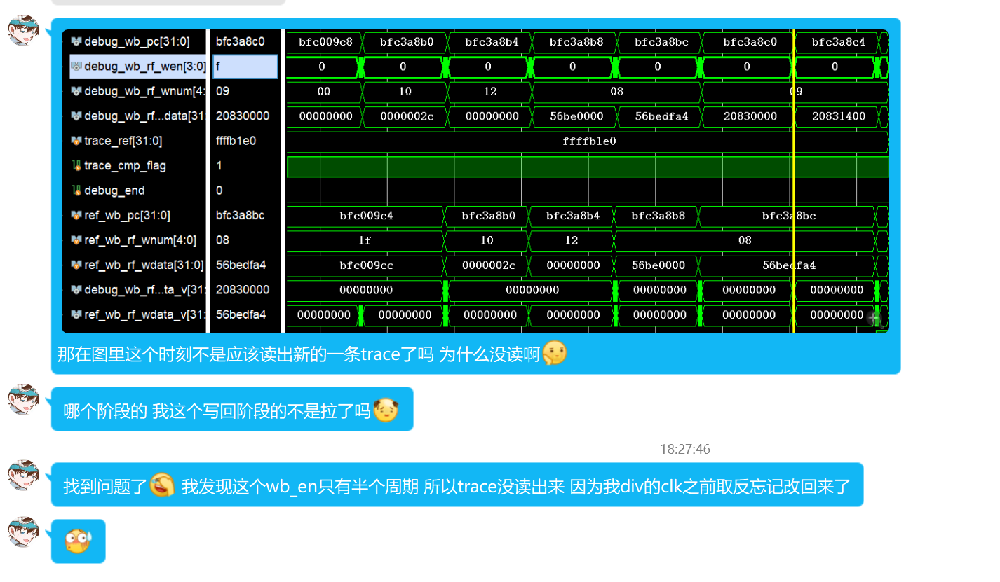 debug_wb_pc[31:0] bfc3a8c0 bfc009c8 bfc3a8b0 bfc3a8b4 bfc3a8b8 bfc3a8bc bfc3a8c0 bfc3a8c4
debug_wb_rf_wen[3:0] f 0 0 0 0 0 0 0
debug_wb_rf_wnum[4: 09 00 10 12 08 09
debug_wb_rf...data[31 20830000 00000000 0000002c 00000000 56be0000 56bedfa4 20830000 20831400
trace_ref[31:0] ffffb1e0 ffffb1e0
trace_cmp_flag 1
debug_end 0
ref_wb_pc[31:0] bfc3a8bc bfc009c4 bfc3a8b0 bfc3a8b4 bfc3a8b8 bfc3a8bc
ref_wb_rf_wnum[4:0] 08 1f 10 12 08
ref_wb_rf_wdata[31:0] 56bedfa4 bfc009cc 0000002c 00000000 56be0000 56bedfa4
debug_wb_rf...ta_v[31: 20830000 00000000 00000000 00000000 00000000 00000000
ref_wb_rf_wdata_v[31: 56bedfa4 00000000 00000000 00000000 00000000 00000000 00000000 00000000
那在图里这个时刻不是应该读出新的一条trace了吗 为什么没读啊
哪个阶段的 我这个写回阶段的不是拉了吗
18:27:46
找到问题了 我发现这个wb_en只有半个周期 所以trace没读出来 因为我div的clk之前取反忘记改回来了